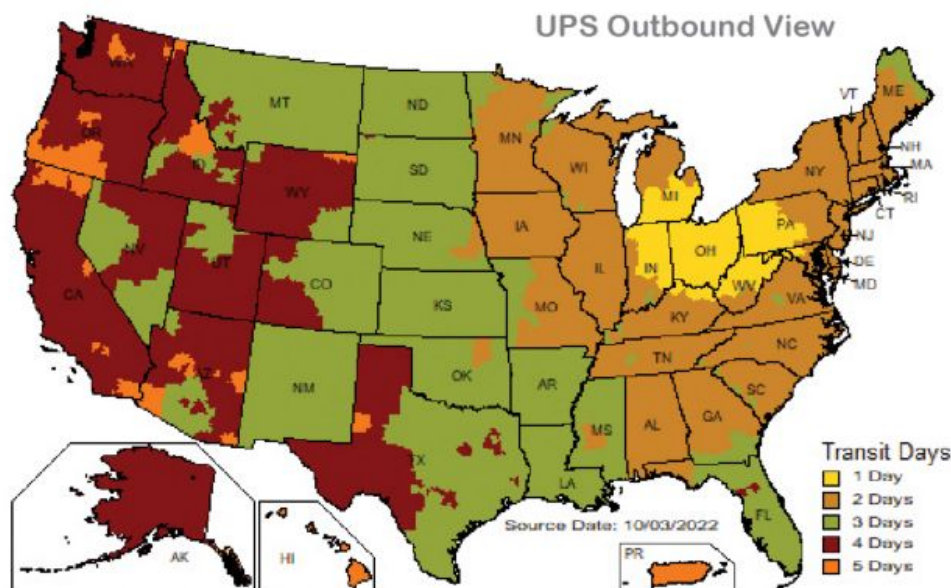 UPS Outbound View
WA
MT
ND
MN
VT
ME
OR
ID
SD
WI
MI
NY
NH
MA
WY
RI
CT
NV
UT
NE
IA
PA
NJ
IL
IN
OH
DE
MD
CA
CO
KS
MO
WV
VA
KY
AZ
NM
OK
AR
TN
NC
SC
MS
AL
GA
TX
LA
FL
Transit Days
1 Day
2 Days
3 Days
4 Days
5 Days
Source Date: 10/03/2022
AK
HI
PR